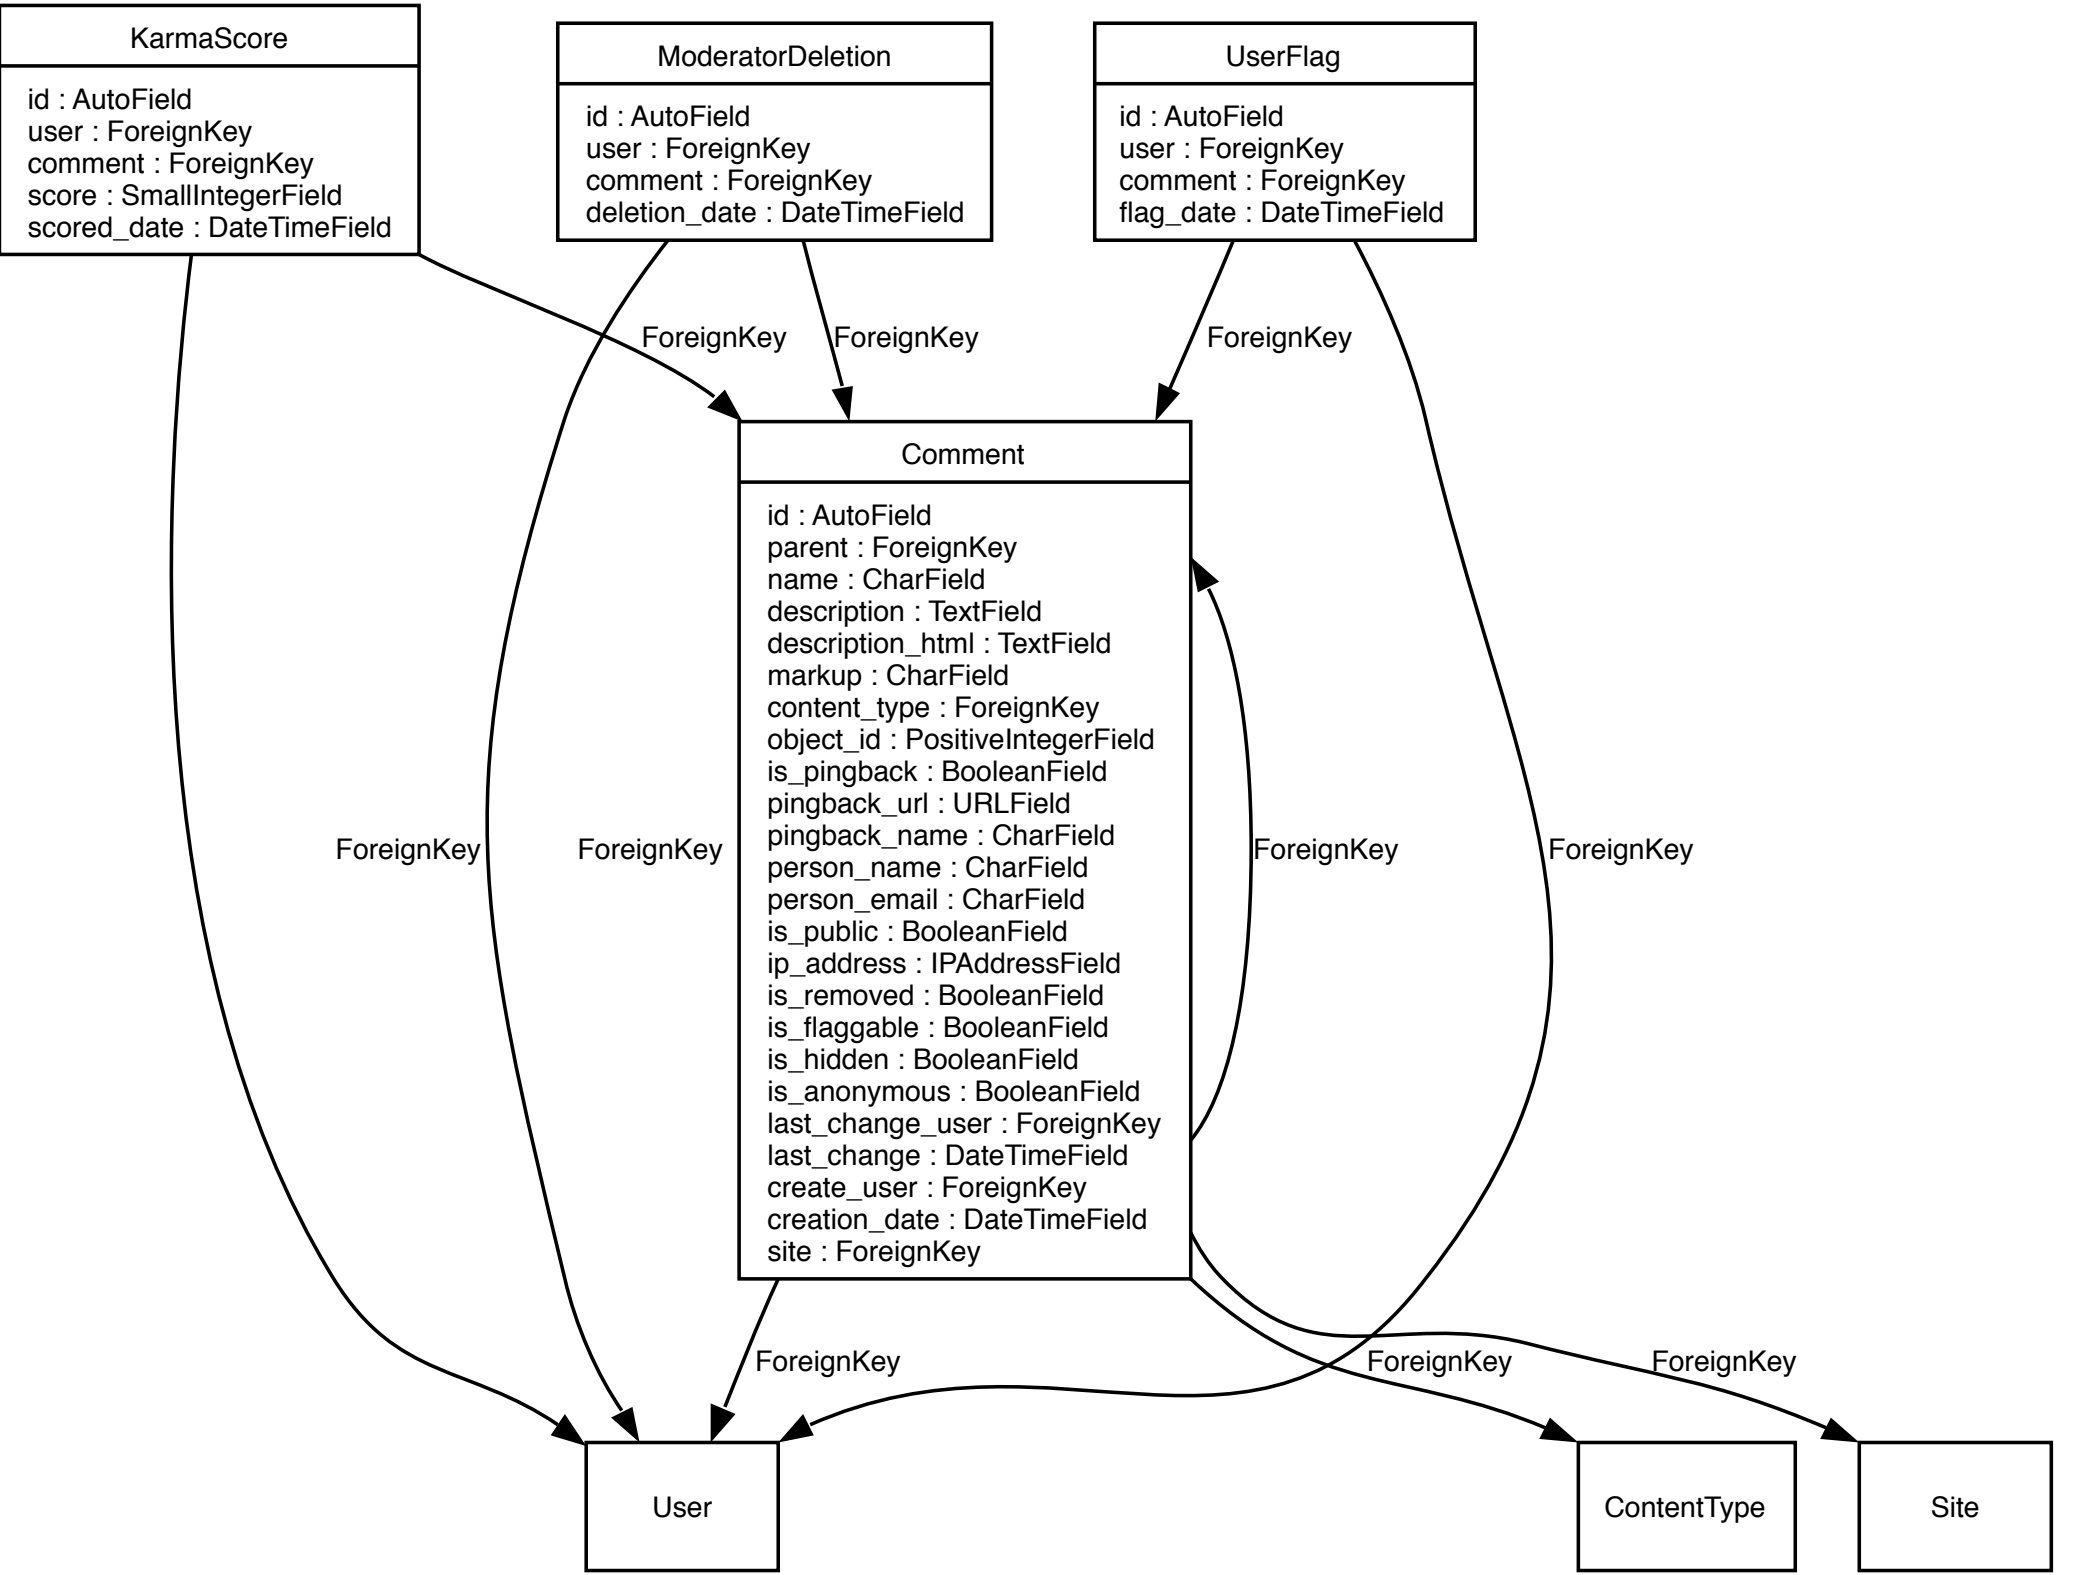 KarmaScore
id : AutoField
user : ForeignKey
comment : ForeignKey
score : SmallIntegerField
scored_date : DateTimeField
ModeratorDeletion
id : AutoField
user : ForeignKey
comment : ForeignKey
deletion_date : DateTimeField
UserFlag
id : AutoField
user : ForeignKey
comment : ForeignKey
flag_date : DateTimeField
ForeignKey
ForeignKey
ForeignKey
Comment
id : AutoField
parent : ForeignKey
name : CharField
description : TextField
description_html : TextField
markup : CharField
content_type : ForeignKey
object_id : PositiveIntegerField
is_pingback : BooleanField
pingback_url : URLField
pingback_name : CharField
person_name : CharField
person_email : CharField
is_public : BooleanField
ip_address : IPAddressField
is_removed : BooleanField
is_flaggable : BooleanField
is_hidden : BooleanField
is_anonymous : BooleanField
last_change_user : ForeignKey
last_change : DateTimeField
create_user : ForeignKey
creation_date : DateTimeField
site : ForeignKey
ForeignKey
ForeignKey
ForeignKey
ForeignKey
ForeignKey
ForeignKey
ForeignKey
User
ContentType
Site